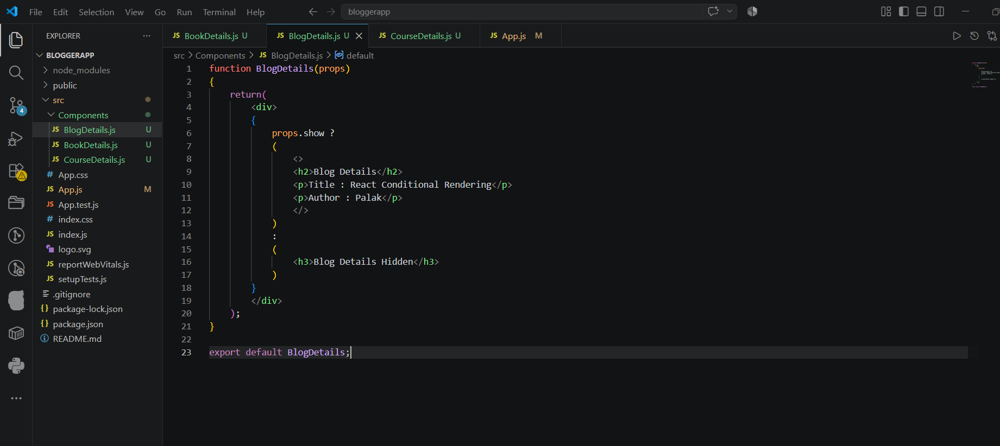 File Edit Selection View Go Run Terminal Help bloggerapp
EXPLORER
BLOGGERAPP
node_modules
public
src
Components
JS BlogDetails.js U
JS BookDetails.js U
JS CourseDetails.js U
# App.css
JS App.js M
JS App.test.js
# index.css
JS index.js
logo.svg
JS reportWebVitals.js
JS setupTests.js
.gitignore
{} package-lock.json
{} package.json
README.md
4
JS BookDetails.js U JS BlogDetails.js U JS CourseDetails.js U JS App.js M
src > Components > JS BlogDetails.js > default
1 function BlogDetails(props)
2 {
3 return(
4 <div>
5 {
6 props.show ?
7 (
8 <>
9 <h2>Blog Details</h2>
10 <p>Title : React Conditional Rendering</p>
11 <p>Author : Palak</p>
12 </>
13 )
14 :
15 (
16 <h3>Blog Details Hidden</h3>
17 )
18 }
19 </div>
20 );
21 }
22
23 export default BlogDetails;